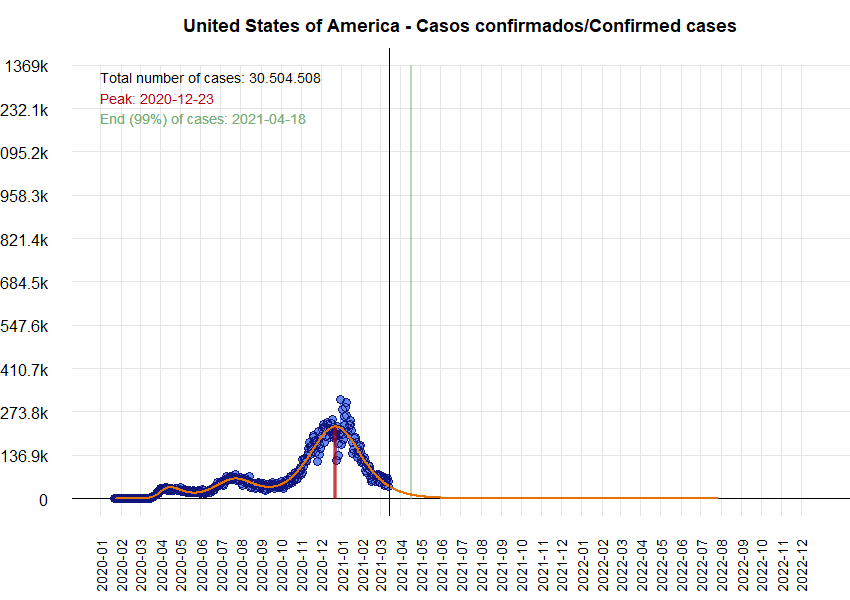 United States of America - Casos confirmados/Confirmed cases
1369k
232.1k
095.2k
958.3k
821.4k
684.5k
547.6k
410.7k
273.8k
136.9k
0
Total number of cases: 30.504.508
Peak: 2020-12-23
End (99%) of cases: 2021-04-18
2020-01
2020-02
2020-03
2020-04
2020-05
2020-06
2020-07
2020-08
2020-09
2020-10
2020-11
2020-12
2021-01
2021-02
2021-03
2021-04
2021-05
2021-06
2021-07
2021-08
2021-09
2021-10
2021-11
2021-12
2022-01
2022-02
2022-03
2022-04
2022-05
2022-06
2022-07
2022-08
2022-09
2022-10
2022-11
2022-12